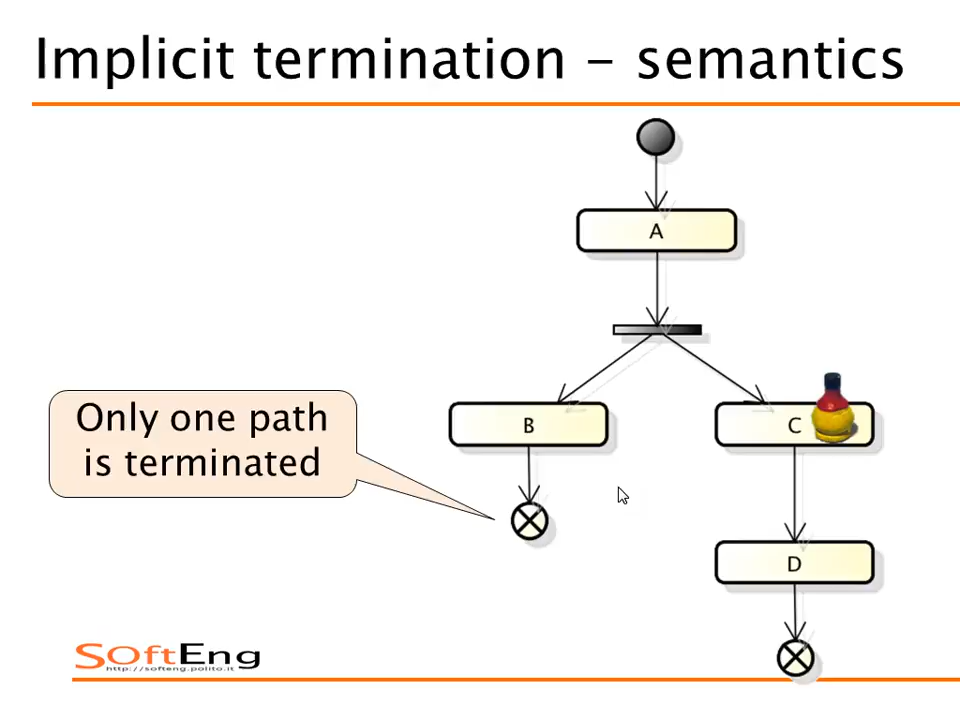 Implicit termination - semantics
A
Only one path
is terminated
B
C
D
SOftEng
http://softeng.polito.it